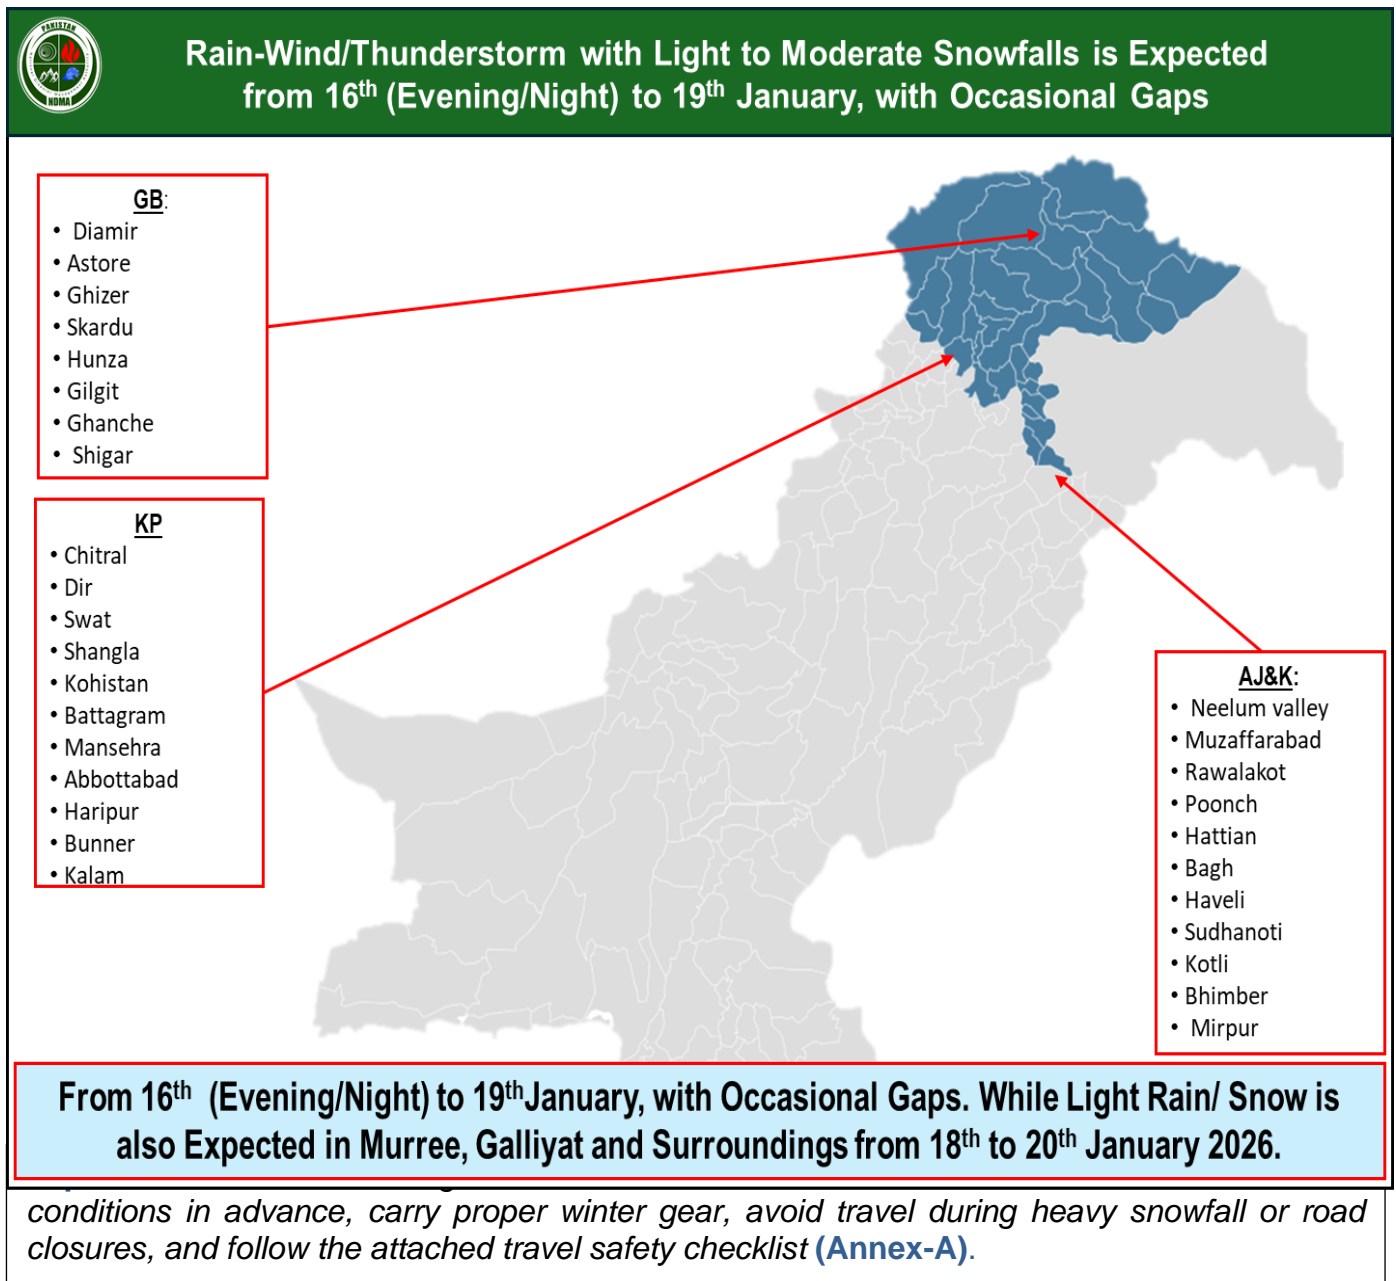 PAKISTAN
NDMA
Rain-Wind/Thunderstorm with Light to Moderate Snowfalls is Expected
from 16th (Evening/Night) to 19th January, with Occasional Gaps
GB:
• Diamir
• Astore
• Ghizer
• Skardu
• Hunza
• Gilgit
• Ghanche
• Shigar
KP
• Chitral
• Dir
• Swat
• Shangla
• Kohistan
• Battagram
• Mansehra
• Abbottabad
• Haripur
• Bunner
• Kalam
AJ&K:
• Neelum valley
• Muzaffarabad
• Rawalakot
• Poonch
• Hattian
• Bagh
• Haveli
• Sudhanoti
• Kotli
• Bhimber
• Mirpur
From 16th (Evening/Night) to 19th January, with Occasional Gaps. While Light Rain/ Snow is
also Expected in Murree, Galliyat and Surroundings from 18th to 20th January 2026.
conditions in advance, carry proper winter gear, avoid travel during heavy snowfall or road
closures, and follow the attached travel safety checklist (Annex-A).